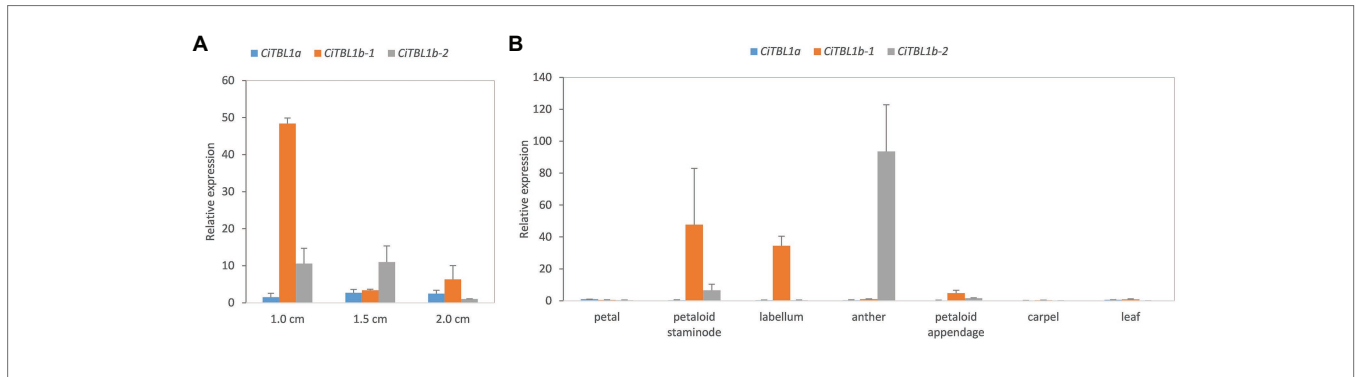 A
CiTBL1a CiTBL1b-1 CiTBL1b-2
60
50
40
30
20
10
0
Relative expression
1.0 cm 1.5 cm 2.0 cm
B
CiTBL1a CiTBL1b-1 CiTBL1b-2
140
120
100
80
60
40
20
0
Relative expression
petal petaloid staminode labellum anther petaloid appendage carpel leaf